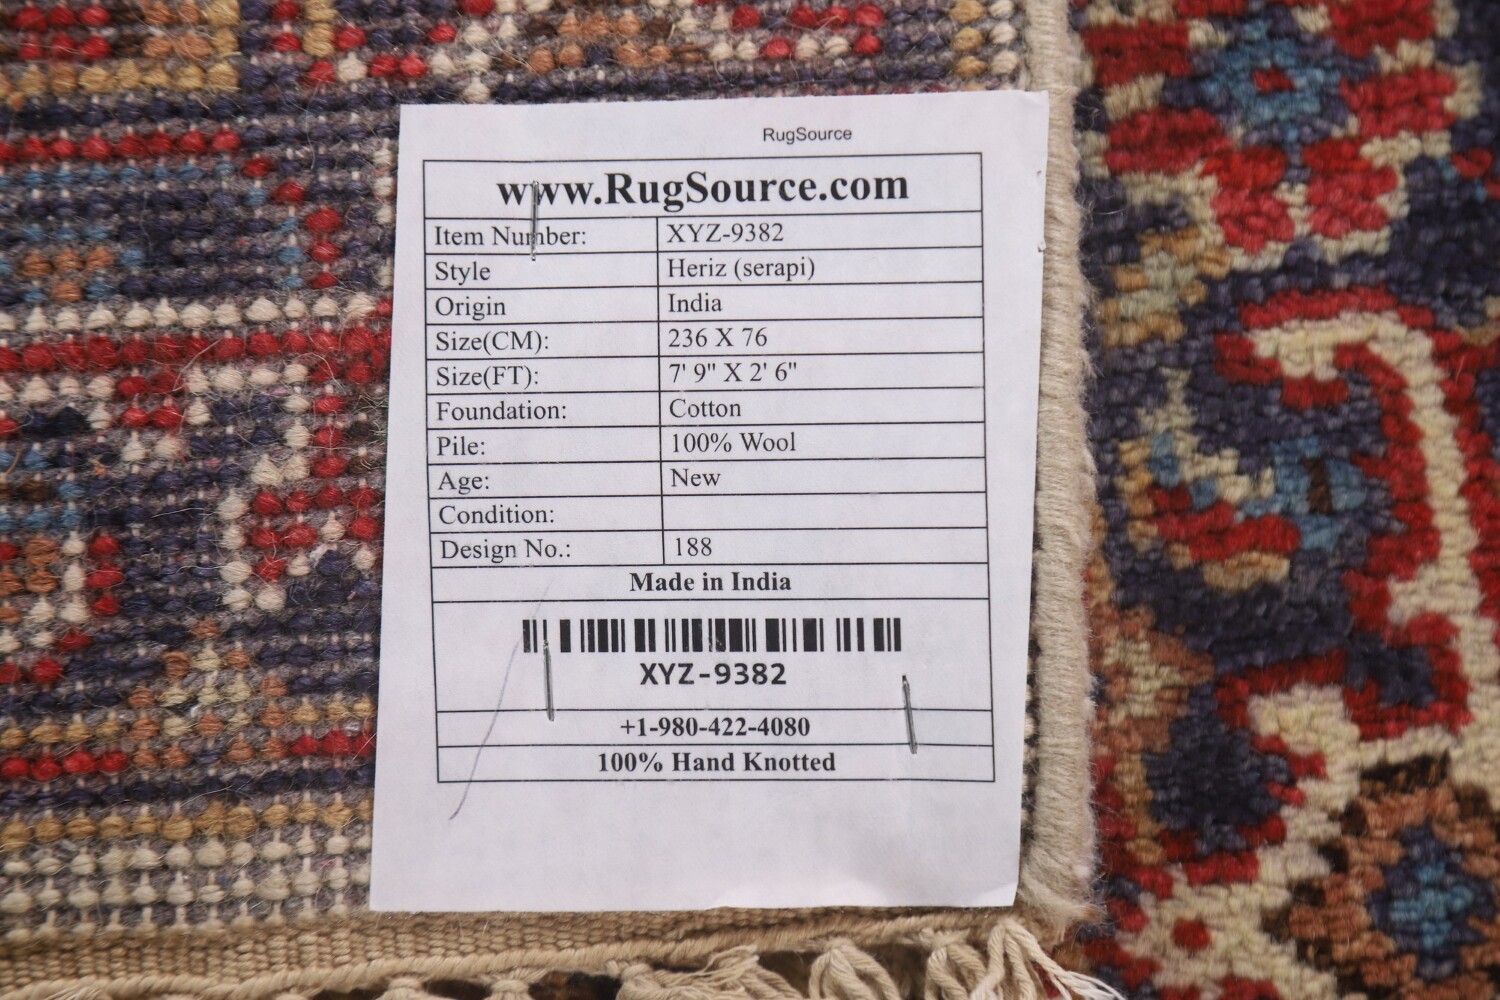 RugSource
www.RugSource.com
Item Number: XYZ-9382
Style Heriz (serapi)
Origin India
Size(CM): 236 X 76
Size(FT): 7' 9" X 2' 6"
Foundation: Cotton
Pile: 100% Wool
Age: New
Condition:
Design No.: 188
Made in India
XYZ-9382
+1-980-422-4080
100% Hand Knotted